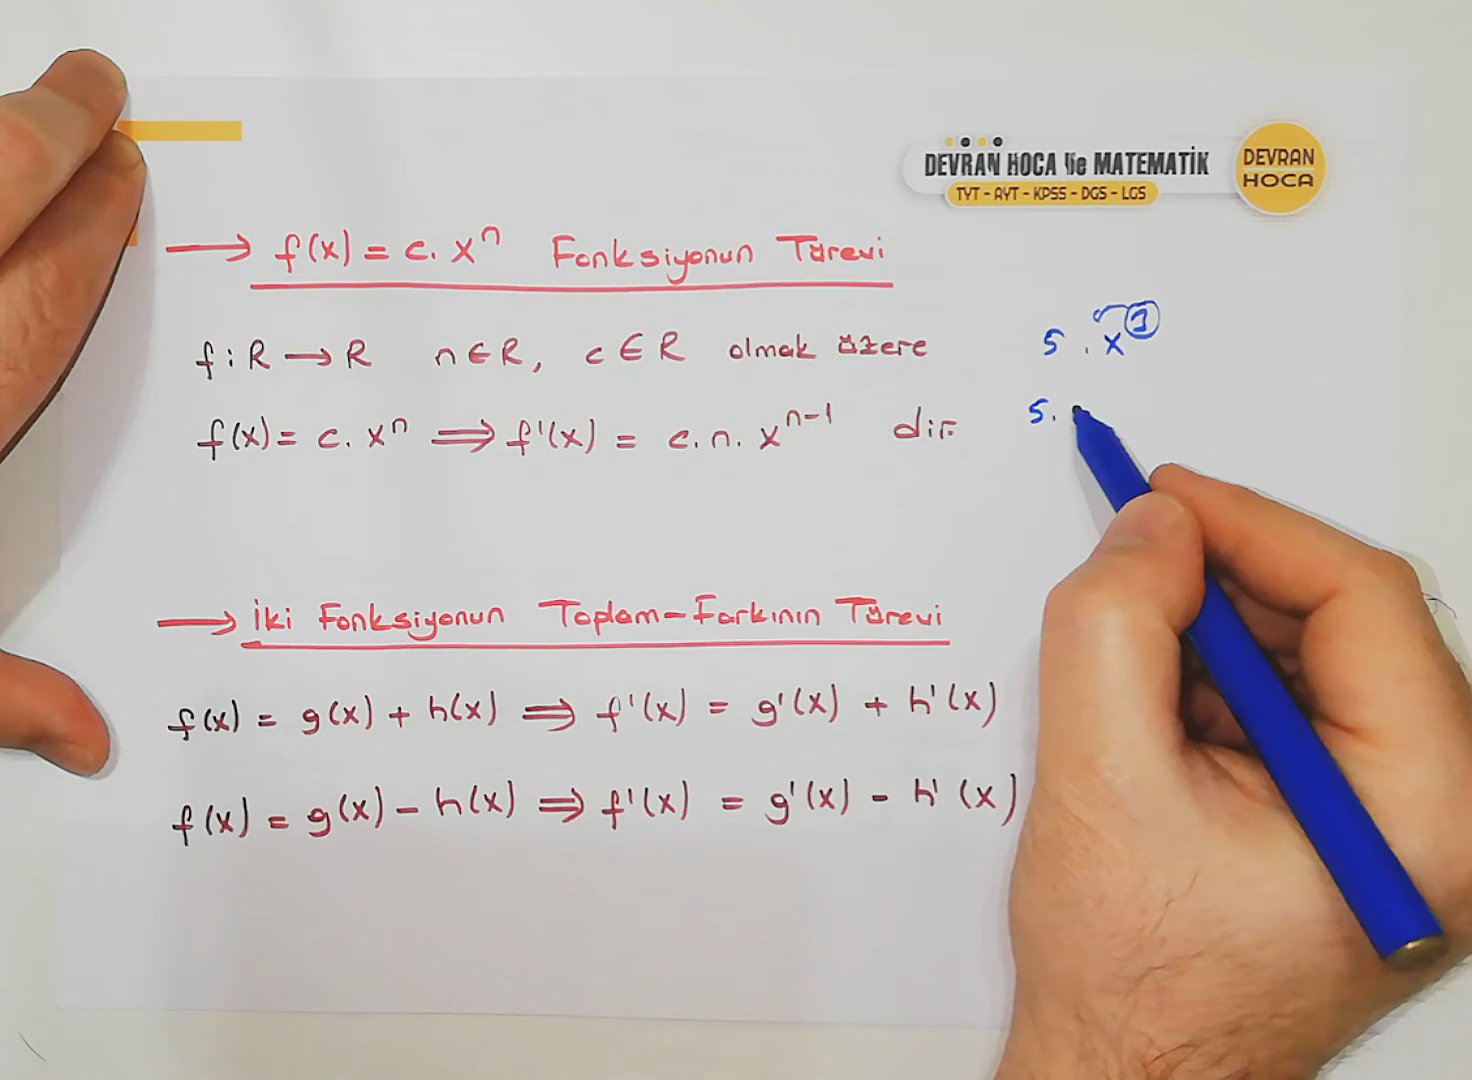 DEVRAN HOCA ile MATEMATİK
TYT - AYT - KPSS - DGS - LGS
DEVRAN
HOCA
→ f(x) = c. xⁿ Fonksiyonun Türevi
f: R → R n ∈ R, c ∈ R olmak üzere
f(x) = c. xⁿ ⟹ f'(x) = c. n. xⁿ⁻¹ dir.
5 . x
5.
→ İki Fonksiyonun Toplam-Farkının Türevi
f(x) = g(x) + h(x) ⟹ f'(x) = g'(x) + h'(x)
f(x) = g(x) - h(x) ⟹ f'(x) = g'(x) - h'(x)